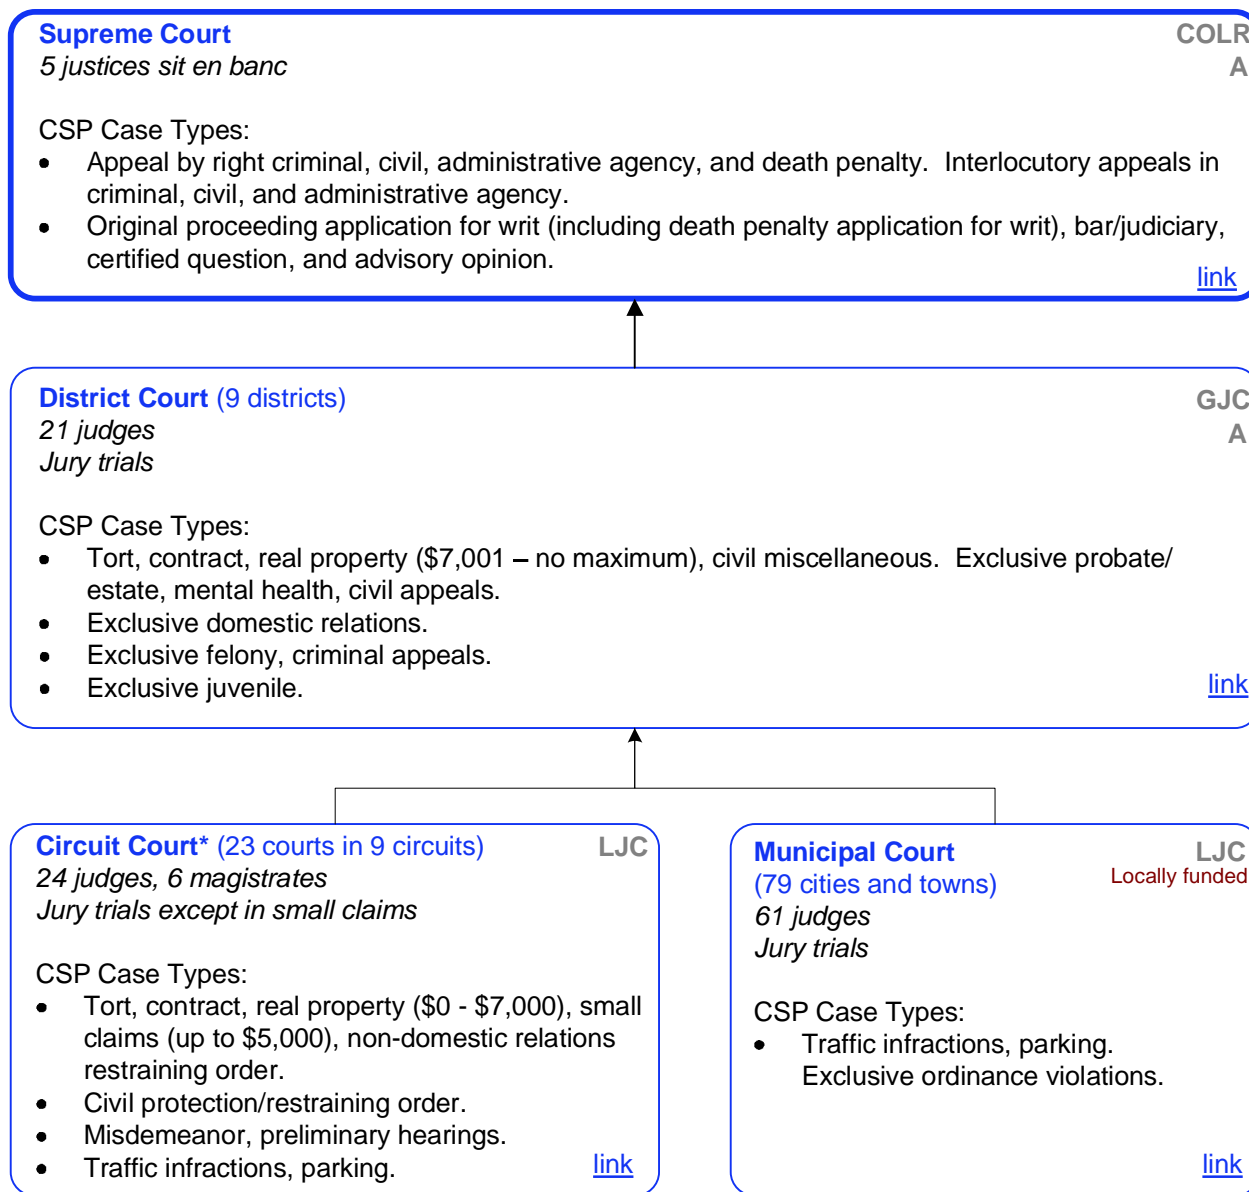 Supreme Court COLR
5 justices sit en banc A
CSP Case Types:
• Appeal by right criminal, civil, administrative agency, and death penalty.  Interlocutory appeals in
criminal, civil, and administrative agency.
• Original proceeding application for writ (including death penalty application for writ), bar/judiciary,
certified question, and advisory opinion.
link
District Court (9 districts) GJC
21 judges A
Jury trials
CSP Case Types:
• Tort, contract, real property ($7,001 – no maximum), civil miscellaneous.  Exclusive probate/
estate, mental health, civil appeals.
• Exclusive domestic relations.
• Exclusive felony, criminal appeals.
• Exclusive juvenile.
link
Circuit Court* (23 courts in 9 circuits) LJC
24 judges, 6 magistrates
Jury trials except in small claims
CSP Case Types:
• Tort, contract, real property ($0 - $7,000), small
claims (up to $5,000), non-domestic relations
restraining order.
• Civil protection/restraining order.
• Misdemeanor, preliminary hearings.
• Traffic infractions, parking.
link
Municipal Court LJC
(79 cities and towns) Locally funded
61 judges
Jury trials
CSP Case Types:
• Traffic infractions, parking.
Exclusive ordinance violations.
link